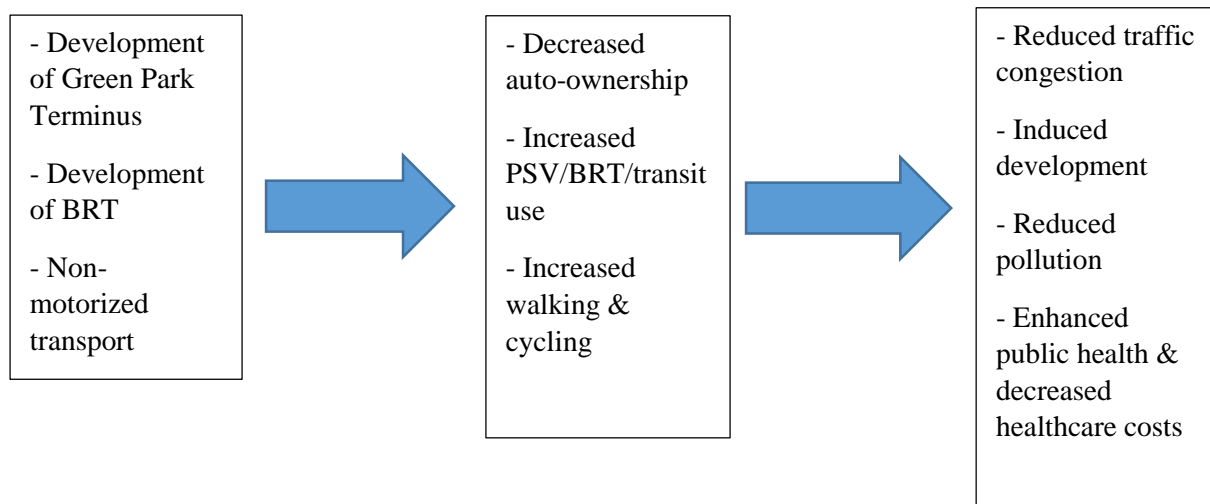 - Development
of Green Park
Terminus
- Development
of BRT
- Non-
motorized
transport
- Decreased
auto-ownership
- Increased
PSV/BRT/transit
use
- Increased
walking &
cycling
- Reduced traffic
congestion
- Induced
development
- Reduced
pollution
- Enhanced
public health &
decreased
healthcare costs